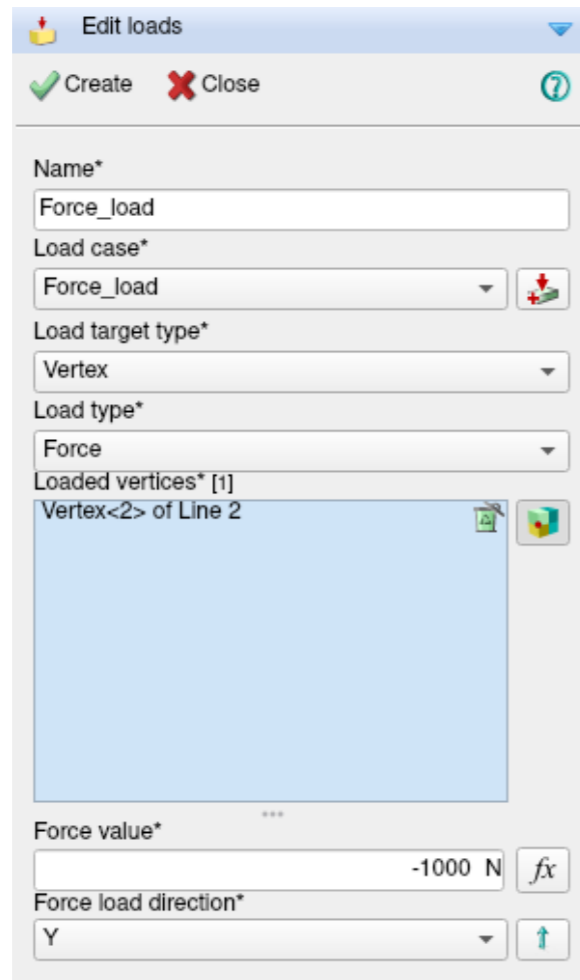 Edit loads
Create Close
Name*
Force_load
Load case*
Force_load
Load target type*
Vertex
Load type*
Force
Loaded vertices* [1]
Vertex<2> of Line 2
Force value*
-1000 N fx
Force load direction*
Y